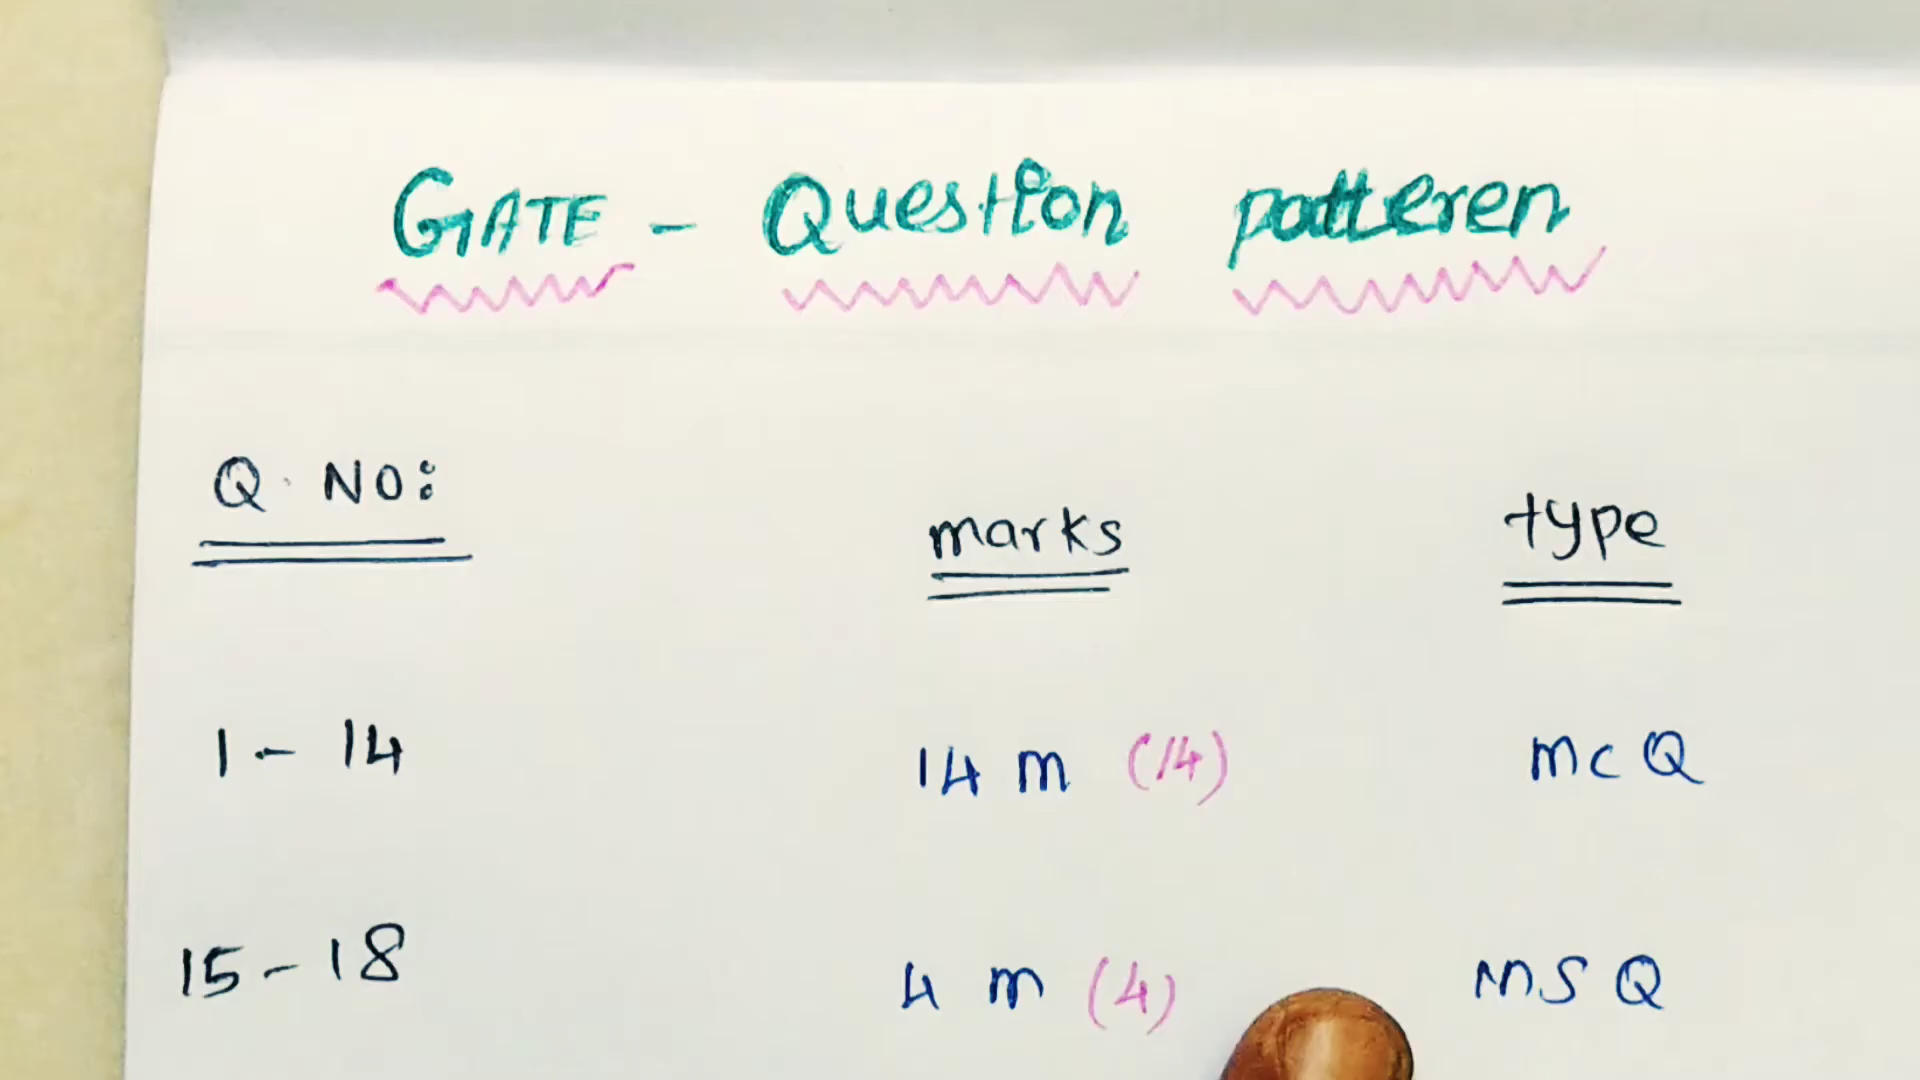 GATE - Question patteren
Q. NO: marks type
1 - 14 14 m (14) mcQ
15 - 18 4 m (4) MSQ